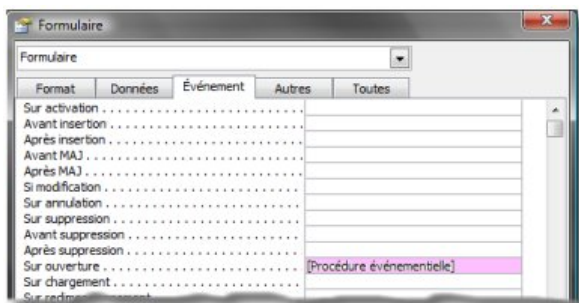 Formulaire
Formulaire
Format Données Événement Autres Toutes
Sur activation . . . . . . . . . . . . . . . . . . . . . . . . . . .
Avant insertion . . . . . . . . . . . . . . . . . . . . . . . . . .
Après insertion . . . . . . . . . . . . . . . . . . . . . . . . . .
Avant MAJ . . . . . . . . . . . . . . . . . . . . . . . . . . . . .
Après MAJ . . . . . . . . . . . . . . . . . . . . . . . . . . . . .
Si modification . . . . . . . . . . . . . . . . . . . . . . . . . .
Sur annulation . . . . . . . . . . . . . . . . . . . . . . . . . .
Sur suppression . . . . . . . . . . . . . . . . . . . . . . . . .
Avant suppression . . . . . . . . . . . . . . . . . . . . . . . .
Après suppression . . . . . . . . . . . . . . . . . . . . . . . .
Sur ouverture . . . . . . . . . . . . . . . . . . . . . . . . . . . [Procédure événementielle]
Sur chargement . . . . . . . . . . . . . . . . . . . . . . . . . .